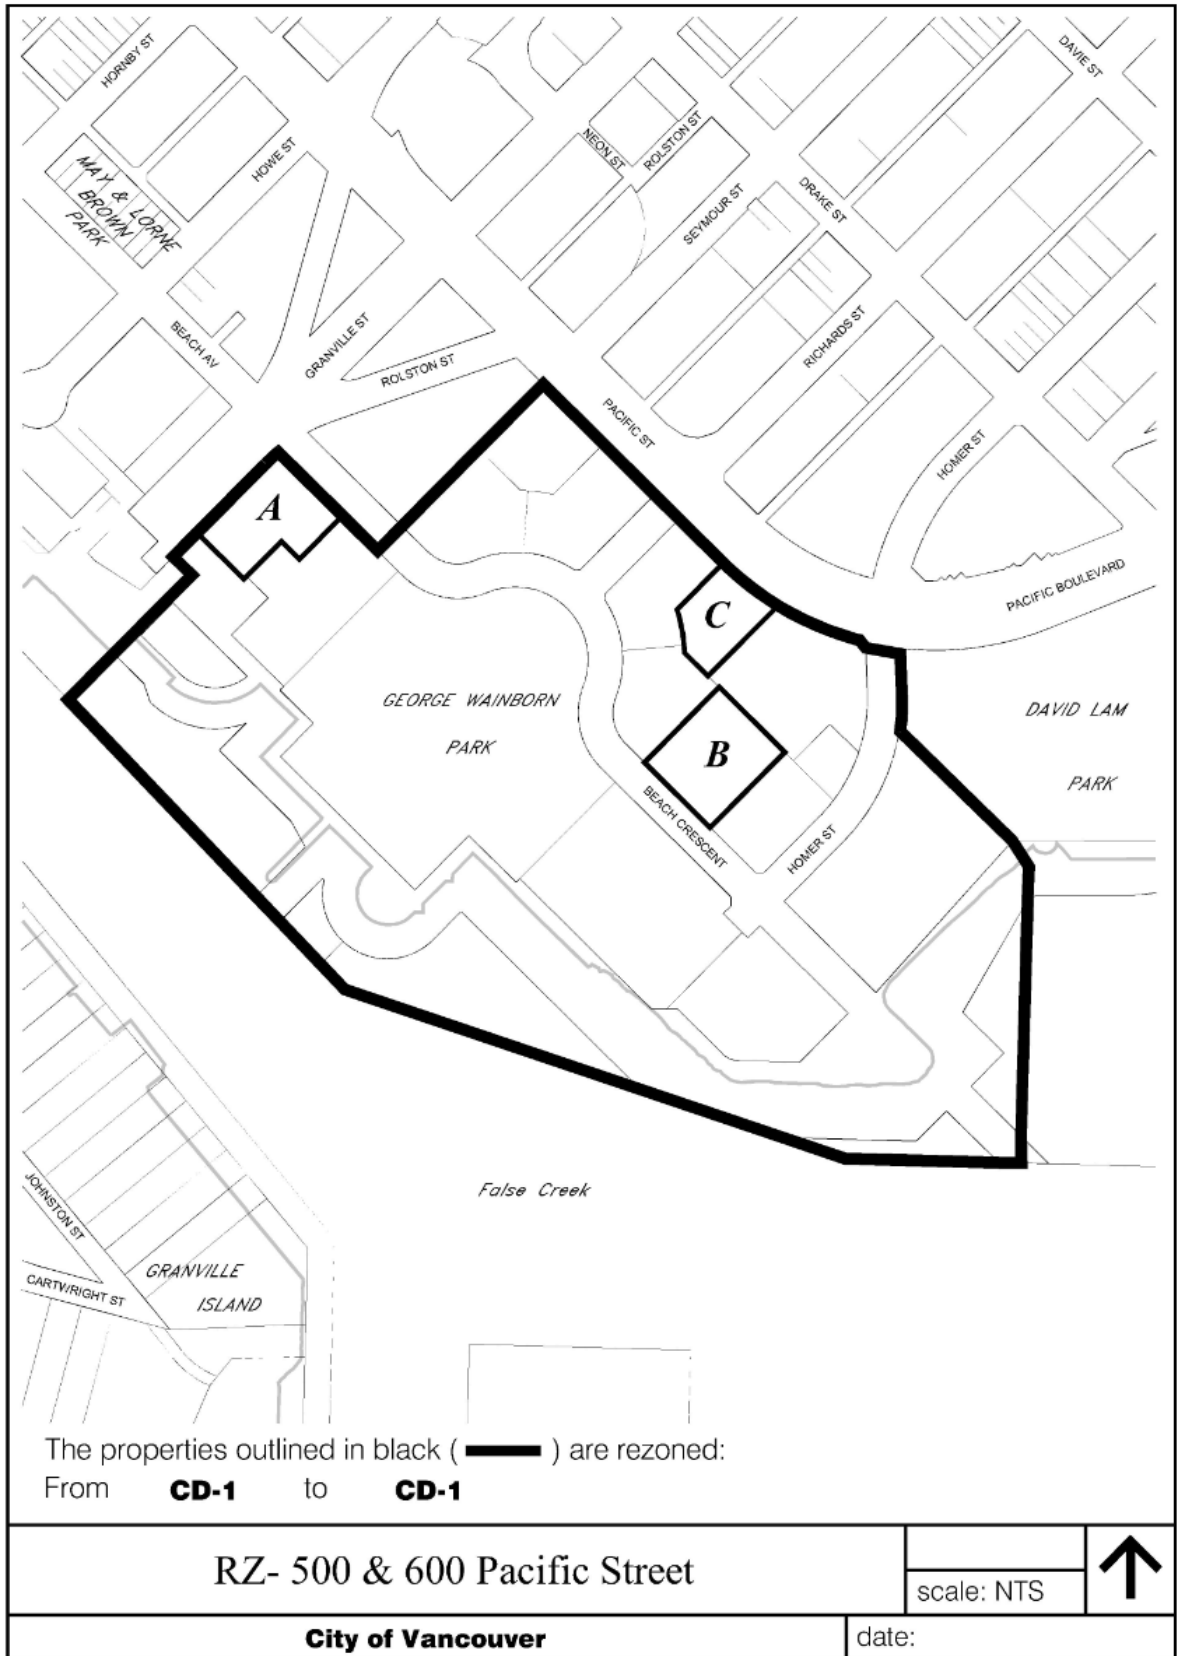 HORNBY ST
DAVIE ST
HOWE ST
NEON ST
ROLSTON ST
MAY & LORNE
BROWN
PARK
SEYMOUR ST
DRAKE ST
BEACH AV
GRANVILLE ST
ROLSTON ST
RICHARDS ST
PACIFIC ST
HOMER ST
A
PACIFIC BOULEVARD
C
GEORGE WAINBORN
PARK
DAVID LAM
PARK
B
BEACH CRESCENT
HOMER ST
False Creek
JOHNSTON ST
GRANVILLE
ISLAND
CARTWRIGHT ST
The properties outlined in black ( ) are rezoned:
From CD-1 to CD-1
RZ- 500 & 600 Pacific Street
scale: NTS
City of Vancouver
date: